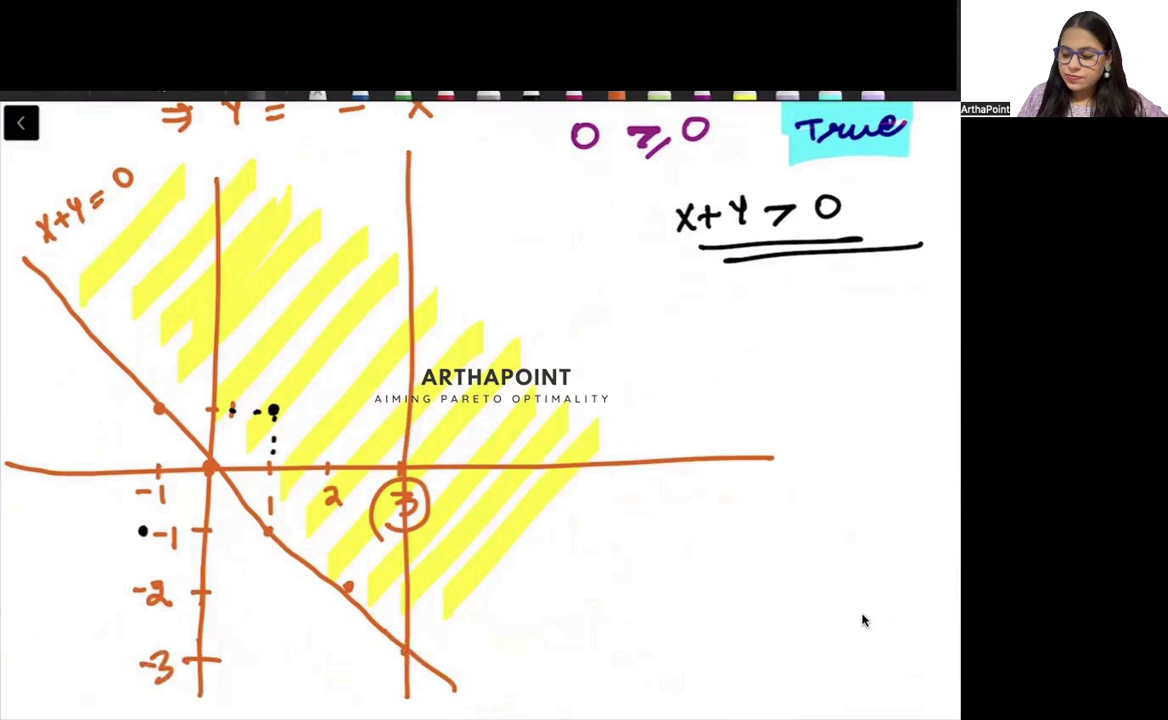 ⇒ Y = - X
0 ≥ 0
True
X+Y > 0
X+Y=0
ARTHAPOINT
AIMING PARETO OPTIMALITY
-1
1
2
3
-1
-2
-3
ArthaPoint